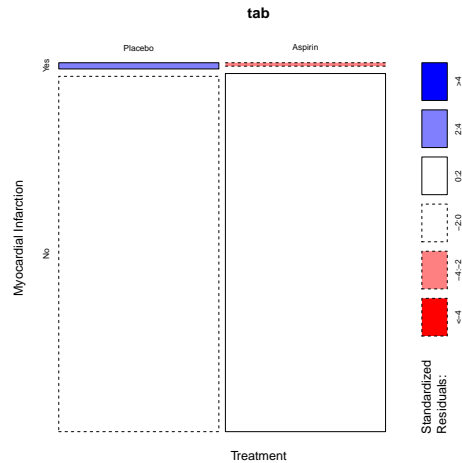 tab
Placebo
Aspirin
Yes
No
Myocardial Infarction
Treatment
>4
2:4
0:2
−2:0
−4:−2
<−4
Standardized
Residuals: